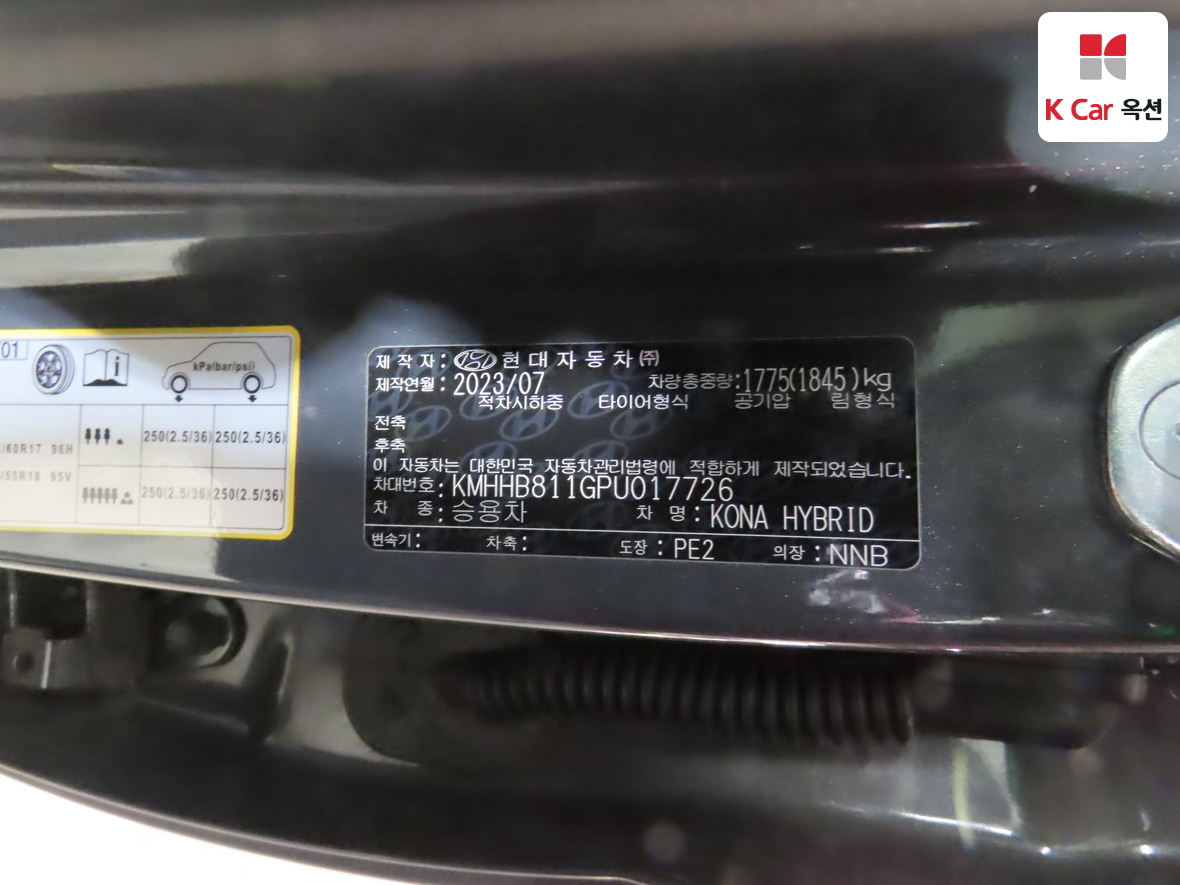 K Car 옥션
/01
kPa(bar/psi)
/60R17 96H 250(2.5/36) 250(2.5/36)
/55R18 95V 250(2.5/36) 250(2.5/36)
제 작 자 : 현대자동차㈜
제작연월 : 2023/07 차량총중량:1775(1845)kg
적차시하중 타이어형식 공기압 림형식
전축
후축
이 자동차는 대한민국 자동차관리법령에 적합하게 제작되었습니다.
차대번호: KMHHB811GPU017726
차 종: 승용차 차 명: KONA HYBRID
변속기: 차축: 도장: PE2 의장: NNB